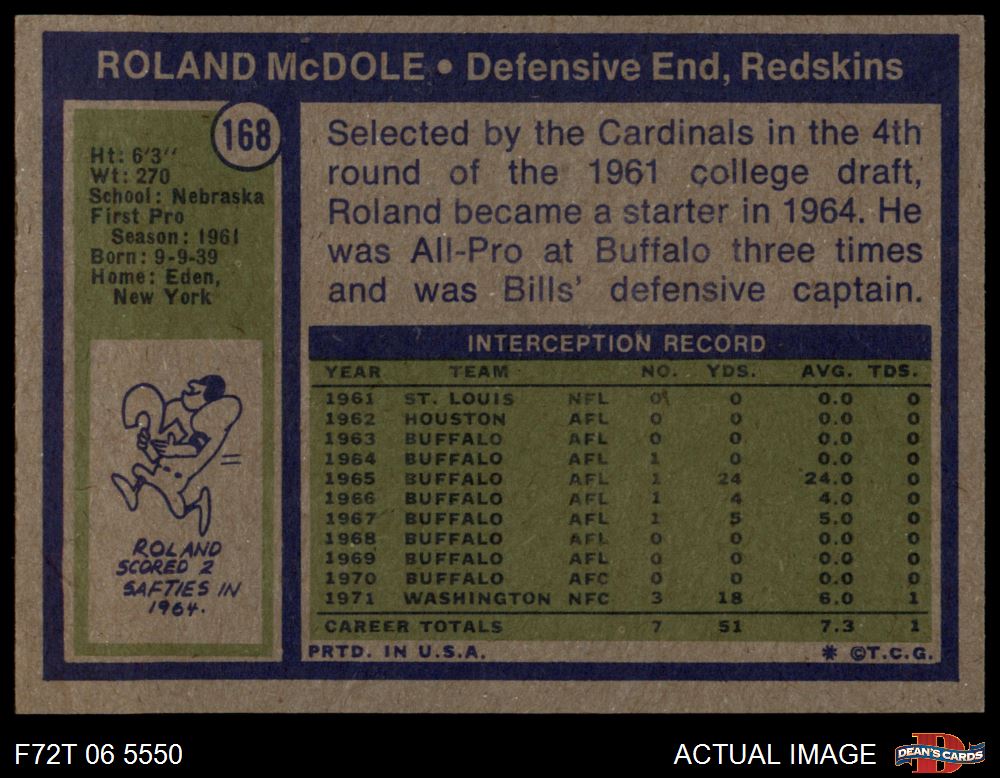 ROLAND McDOLE • Defensive End, Redskins
168
Ht: 6'3''
Wt: 270
School: Nebraska
First Pro
Season: 1961
Born: 9-9-39
Home: Eden,
New York
ROLAND
SCORED 2
SAFTIES IN
1964.
Selected by the Cardinals in the 4th
round of the 1961 college draft,
Roland became a starter in 1964. He
was All-Pro at Buffalo three times
and was Bills' defensive captain.
INTERCEPTION RECORD
YEAR TEAM NO. YDS. AVG. TDS.
1961 ST. LOUIS NFL 0 0 0.0 0
1962 HOUSTON AFL 0 0 0.0 0
1963 BUFFALO AFL 0 0 0.0 0
1964 BUFFALO AFL 1 0 0.0 0
1965 BUFFALO AFL 1 24 24.0 0
1966 BUFFALO AFL 1 4 4.0 0
1967 BUFFALO AFL 1 5 5.0 0
1968 BUFFALO AFL 0 0 0.0 0
1969 BUFFALO AFL 0 0 0.0 0
1970 BUFFALO AFC 0 0 0.0 0
1971 WASHINGTON NFC 3 18 6.0 1
CAREER TOTALS 7 51 7.3 1
PRTD. IN U.S.A. * ©T.C.G.
F72T 06 5550 ACTUAL IMAGE DEAN'S CARDS